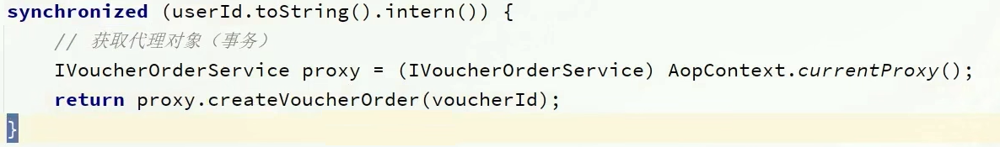 synchronized (userId.toString().intern()) {
// 获取代理对象（事务）
IVoucherOrderService proxy = (IVoucherOrderService) AopContext.currentProxy();
return proxy.createVoucherOrder(voucherId);
}